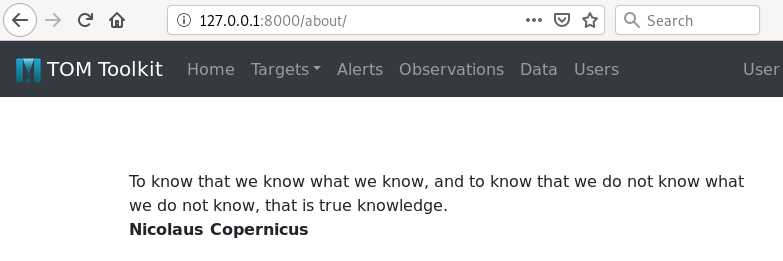 127.0.0.1:8000/about/
Search
TOM Toolkit Home Targets Alerts Observations Data Users User
To know that we know what we know, and to know that we do not know what
we do not know, that is true knowledge.
Nicolaus Copernicus